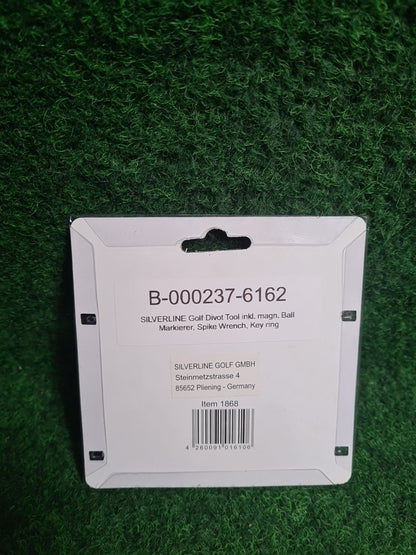 B-000237-6162
SILVERLINE Golf Divot Tool inkl. magn. Ball
Markierer, Spike Wrench, Key ring
SILVERLINE GOLF GMBH
Steinmetzstrasse 4
85652 Pliening - Germany
Item 1868
4 260091 016106